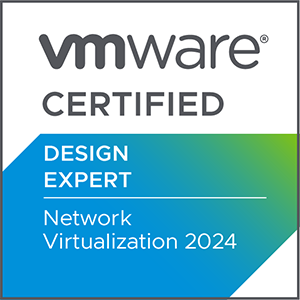 vmware®
CERTIFIED
DESIGN
EXPERT
Network
Virtualization 2024